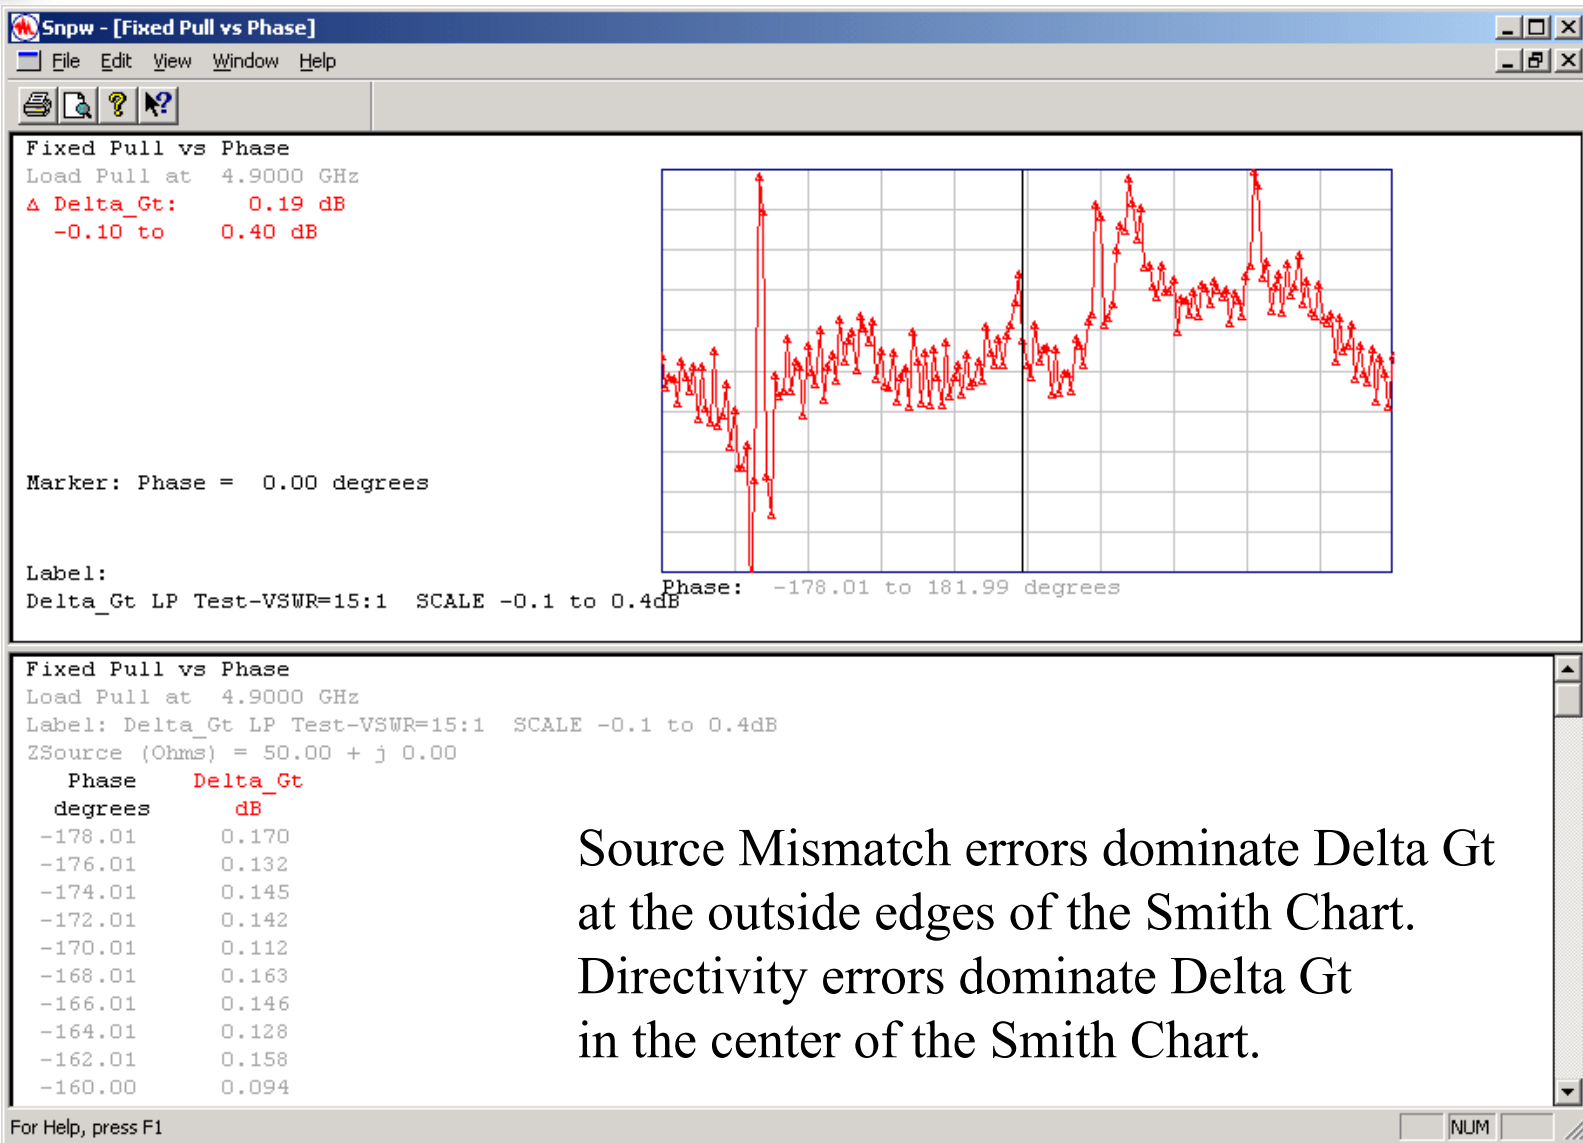 Snpw - [Fixed Pull vs Phase]
File Edit View Window Help
Fixed Pull vs Phase
Load Pull at 4.9000 GHz
Δ Delta_Gt: 0.19 dB
-0.10 to 0.40 dB
Marker: Phase = 0.00 degrees
Label:
Delta_Gt LP Test-VSWR=15:1 SCALE -0.1 to 0.4dB
Phase: -178.01 to 181.99 degrees
Fixed Pull vs Phase
Load Pull at 4.9000 GHz
Label: Delta_Gt LP Test-VSWR=15:1 SCALE -0.1 to 0.4dB
ZSource (Ohms) = 50.00 + j 0.00
Phase Delta_Gt
degrees dB
-178.01 0.170
-176.01 0.132
-174.01 0.145
-172.01 0.142
-170.01 0.112
-168.01 0.163
-166.01 0.146
-164.01 0.128
-162.01 0.158
-160.00 0.094
Source Mismatch errors dominate Delta Gt
at the outside edges of the Smith Chart.
Directivity errors dominate Delta Gt
in the center of the Smith Chart.
For Help, press F1
NUM